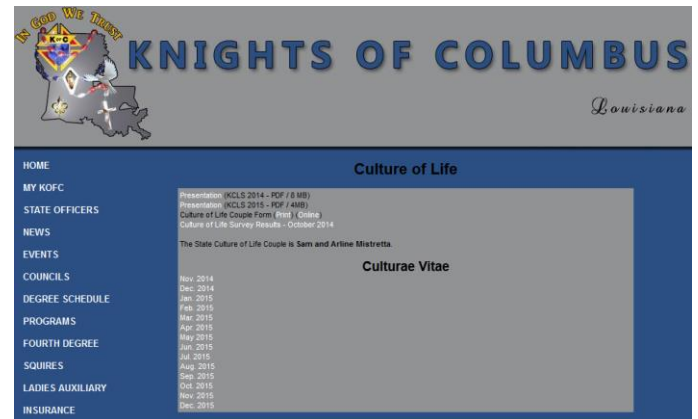 IN GOD WE TRUST
K of C
KNIGHTS OF COLUMBUS
Louisiana
HOME
MY KOFC
STATE OFFICERS
NEWS
EVENTS
COUNCILS
DEGREE SCHEDULE
PROGRAMS
FOURTH DEGREE
SQUIRES
LADIES AUXILIARY
INSURANCE
Culture of Life
Presentation (KCLS 2014 - PDF / 6 MB)
Presentation (KCLS 2015 - PDF / 4MB)
Culture of Life Couple Form (Print) (Online)
Culture of Life Survey Results - October 2014
The State Culture of Life Couple is Sam and Arline Mistretta.
Culturae Vitae
Nov. 2014
Dec. 2014
Jan. 2015
Feb. 2015
Mar. 2015
Apr. 2015
May 2015
Jun. 2015
Jul. 2015
Aug. 2015
Sep. 2015
Oct. 2015
Nov. 2015
Dec. 2015